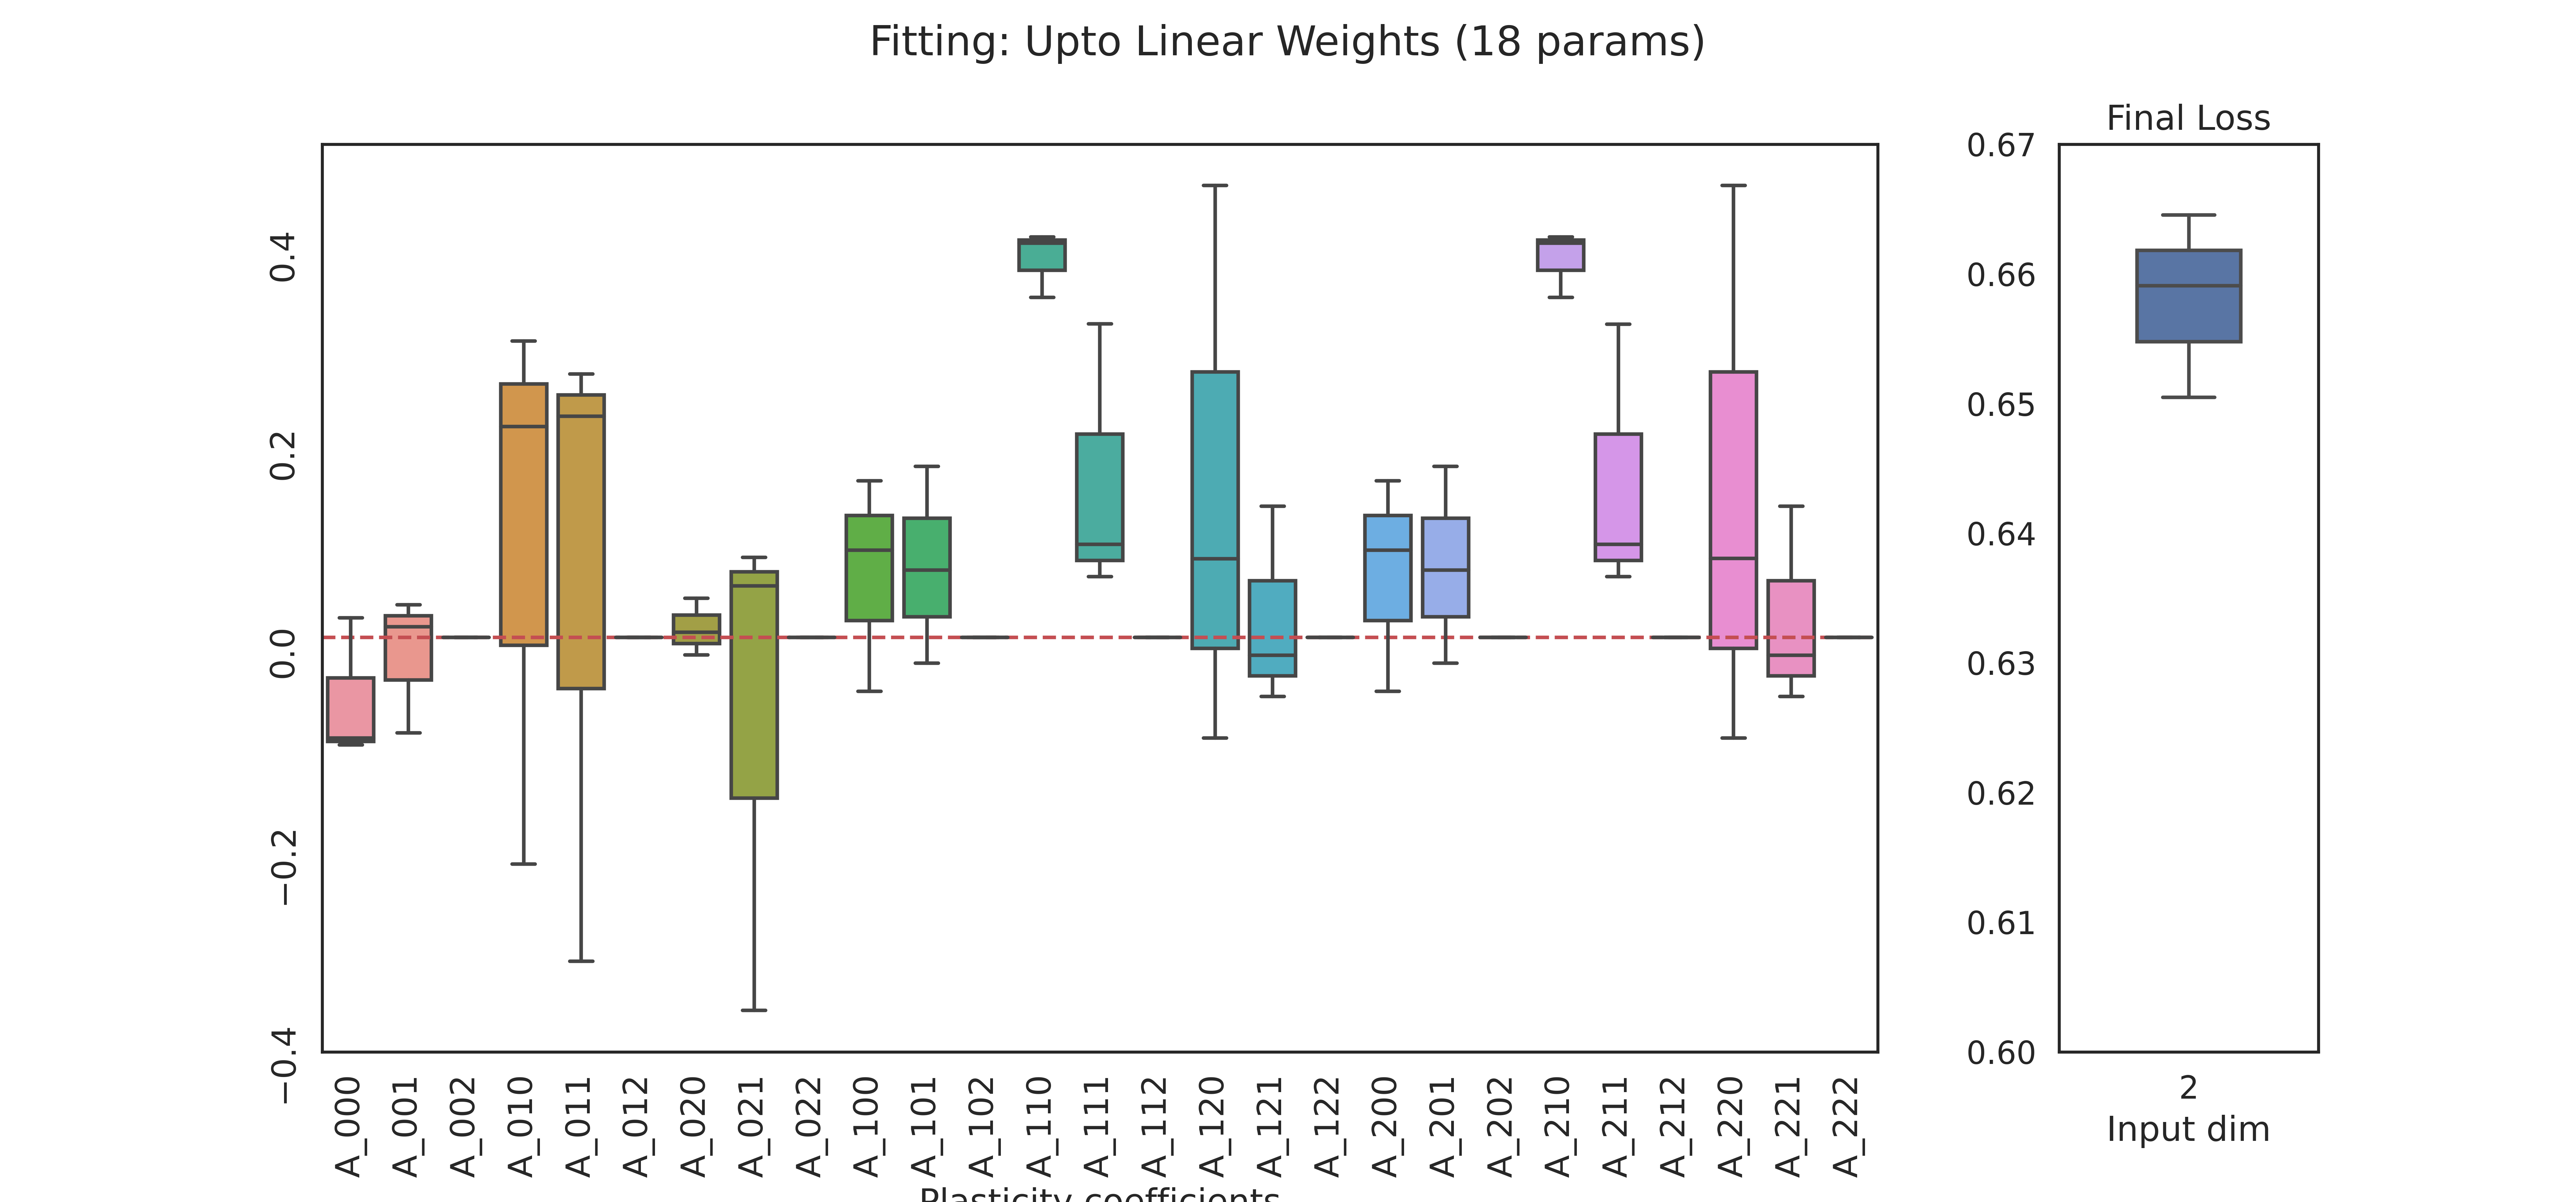 Fitting: Upto Linear Weights (18 params)
Final Loss
0.4
0.2
0.0
−0.2
−0.4
A_000
A_001
A_002
A_010
A_011
A_012
A_020
A_021
A_022
A_100
A_101
A_102
A_110
A_111
A_112
A_120
A_121
A_122
A_200
A_201
A_202
A_210
A_211
A_212
A_220
A_221
A_222
Plasticity coefficients
0.67
0.66
0.65
0.64
0.63
0.62
0.61
0.60
2
Input dim